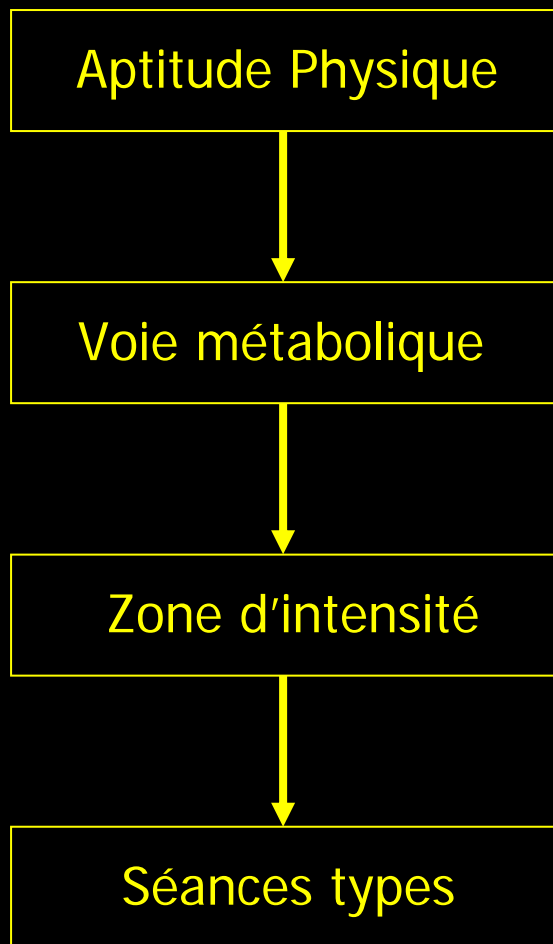 Aptitude Physique
Voie métabolique
Zone d'intensité
Séances types